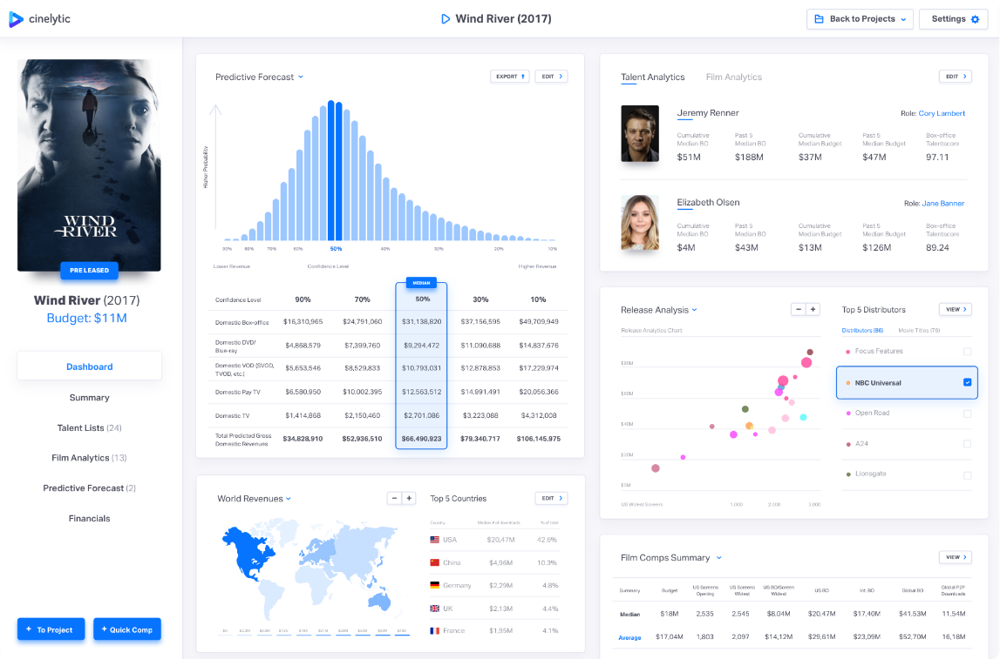 cinelytic
Wind River (2017)
Back to Projects
Settings
WIND
RIVER
PRE LEASED
Wind River (2017)
Budget: $11M
Dashboard
Summary
Talent Lists (24)
Film Analytics (13)
Predictive Forecast (2)
Financials
+ To Project
+ Quick Comp
Predictive Forecast
EXPORT
EDIT
Higher Probability
90% 80% 70% 60% 50% 40% 30% 20% 10%
Lower Revenue Confidence Level Higher Revenue
MEDIAN
Confidence Level 90% 70% 50% 30% 10%
Domestic Box-office $16,310,965 $24,791,060 $31,138,820 $37,156,595 $49,709,949
Domestic DVD/
Blu-ray $4,868,579 $7,399,760 $9,294.472 $11,090,688 $14,837,676
Domestic VOD (SVOD,
TVOD, etc.) $5,653,546 $8,529,833 $10,793,031 $12,857,833 $17,229,974
Domestic Pay TV $6,580,950 $10,002,395 $12,563,512 $14,991,491 $20,056,366
Domestic TV $1,414,868 $2,150,460 $2,701,086 $3,223,088 $4,312,008
Total Predicted Gross
Domestic Revenues $34,828,910 $52,936,510 $66,490,923 $79,340,717 $106,145,975
World Revenues
− +
Top 5 Countries
EDIT
Country Median # of downloads % of total
USA $20,47M 42.6%
China $4,96M 10.3%
Germany $2,29M 4.8%
UK $2,13M 4.4%
France $1,95M 4.1%
Talent Analytics
Film Analytics
EDIT
Jeremy Renner
Role: Cory Lambert
Cumulative Past 5 Cumulative Past 5 Box-office
Median BO Median BO Median Budget Median Budget Talentscore
$51M $188M $37M $47M 97.11
Elizabeth Olsen
Role: Jane Banner
Cumulative Past 5 Cumulative Past 5 Box-office
Median BO Median BO Median Budget Median Budget Talentscore
$4M $43M $13M $126M 89.24
Release Analysis
− +
Release Analytics Chart
$80M
$60M
$40M
$20M
$0M
US Widest Screens 1,000 2,000 3,000
Top 5 Distributors
VIEW
Distributors (86) Movie Titles (76)
Focus Features
NBC Universal
Open Road
A24
Lionsgate
Film Comps Summary
VIEW
Summary Budget US Screens US Screens US BO/Screen US BO Int. BO Global BO Global P2P
Opening Widest Widest Downloads
Median $18M 2,535 2,545 $8.04M $20.47M $17.40M $41.53M 11.54M
Average $17,04M 1,803 2,097 $14,12M $29,61M $23,09M $52,70M 16,18M